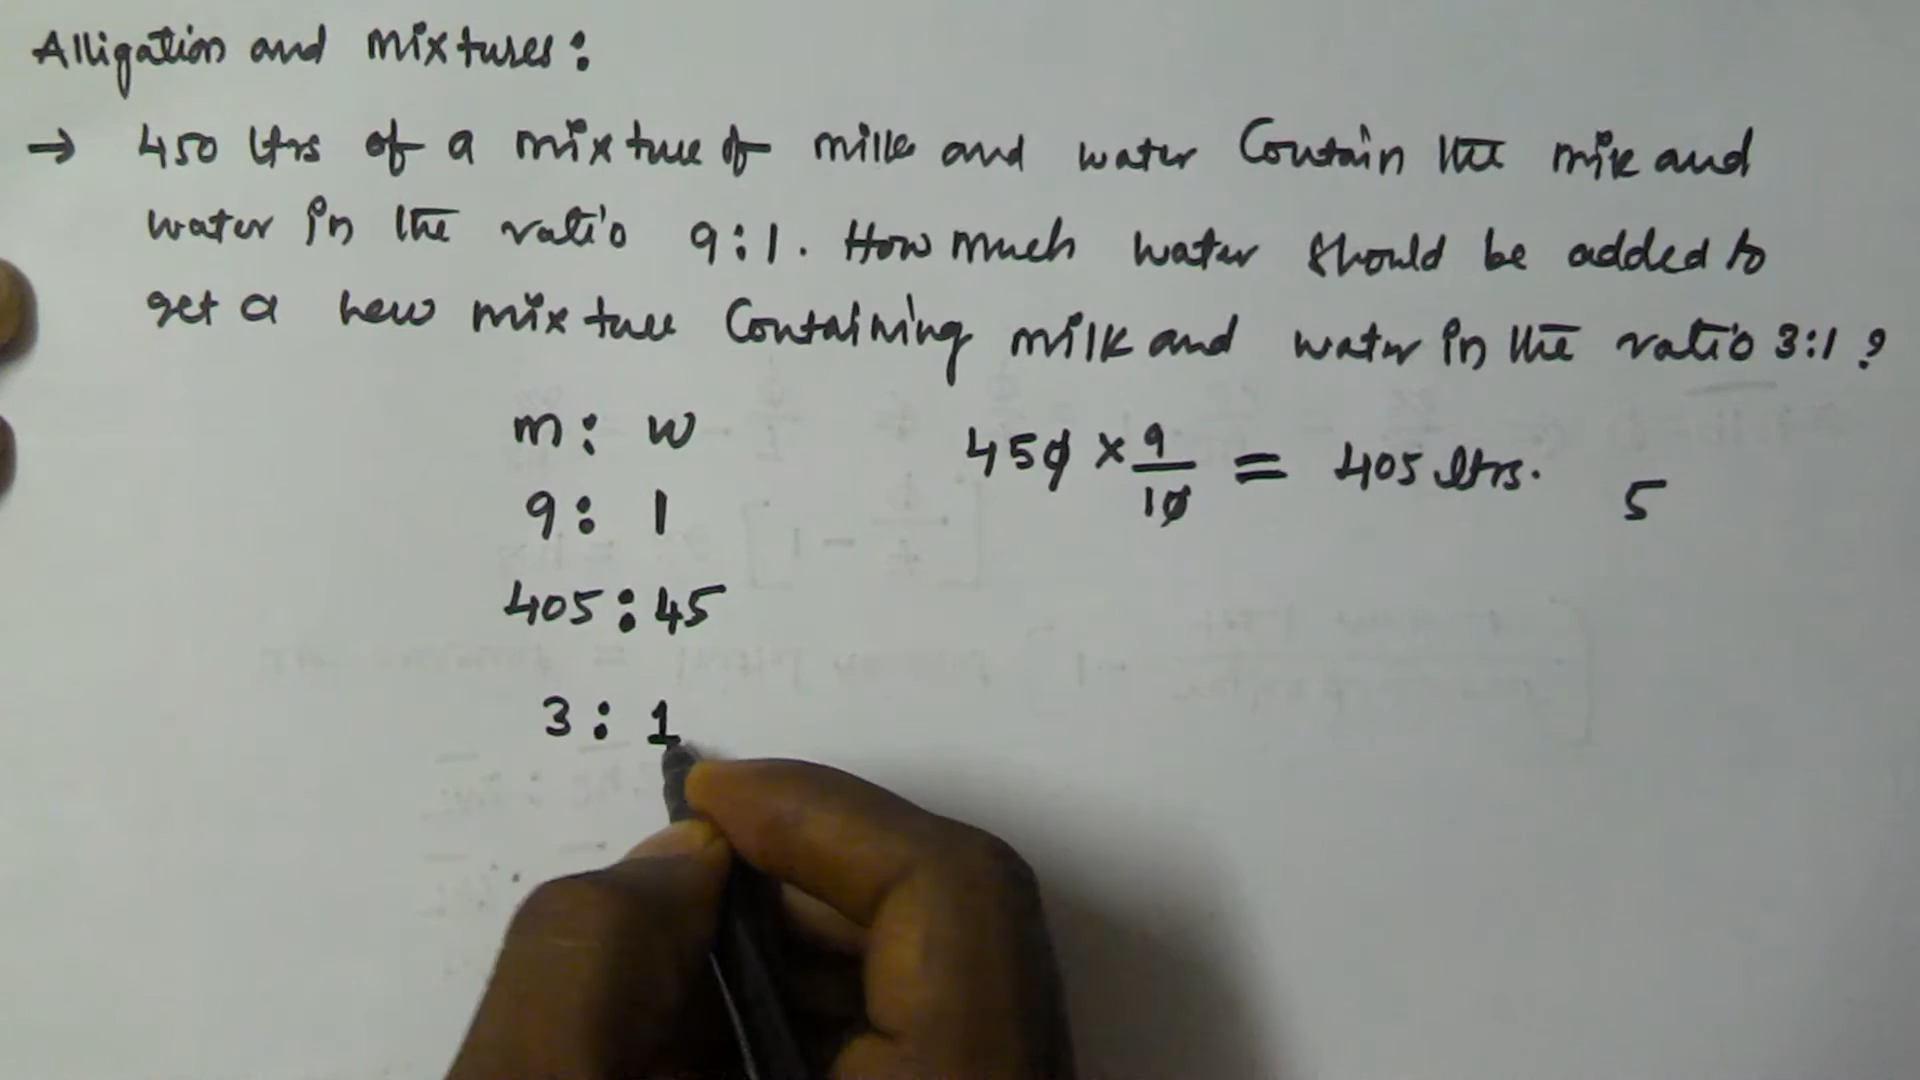 Alligation and mixtures:
→ 450 ltrs of a mixture of milk and water contain the mik and
water in the ratio 9:1. How much water should be added to
get a new mixture containing milk and water in the ratio 3:1?
m : w
9 : 1
405 : 45
3 : 1
450 × 9/10 = 405 ltrs.
5